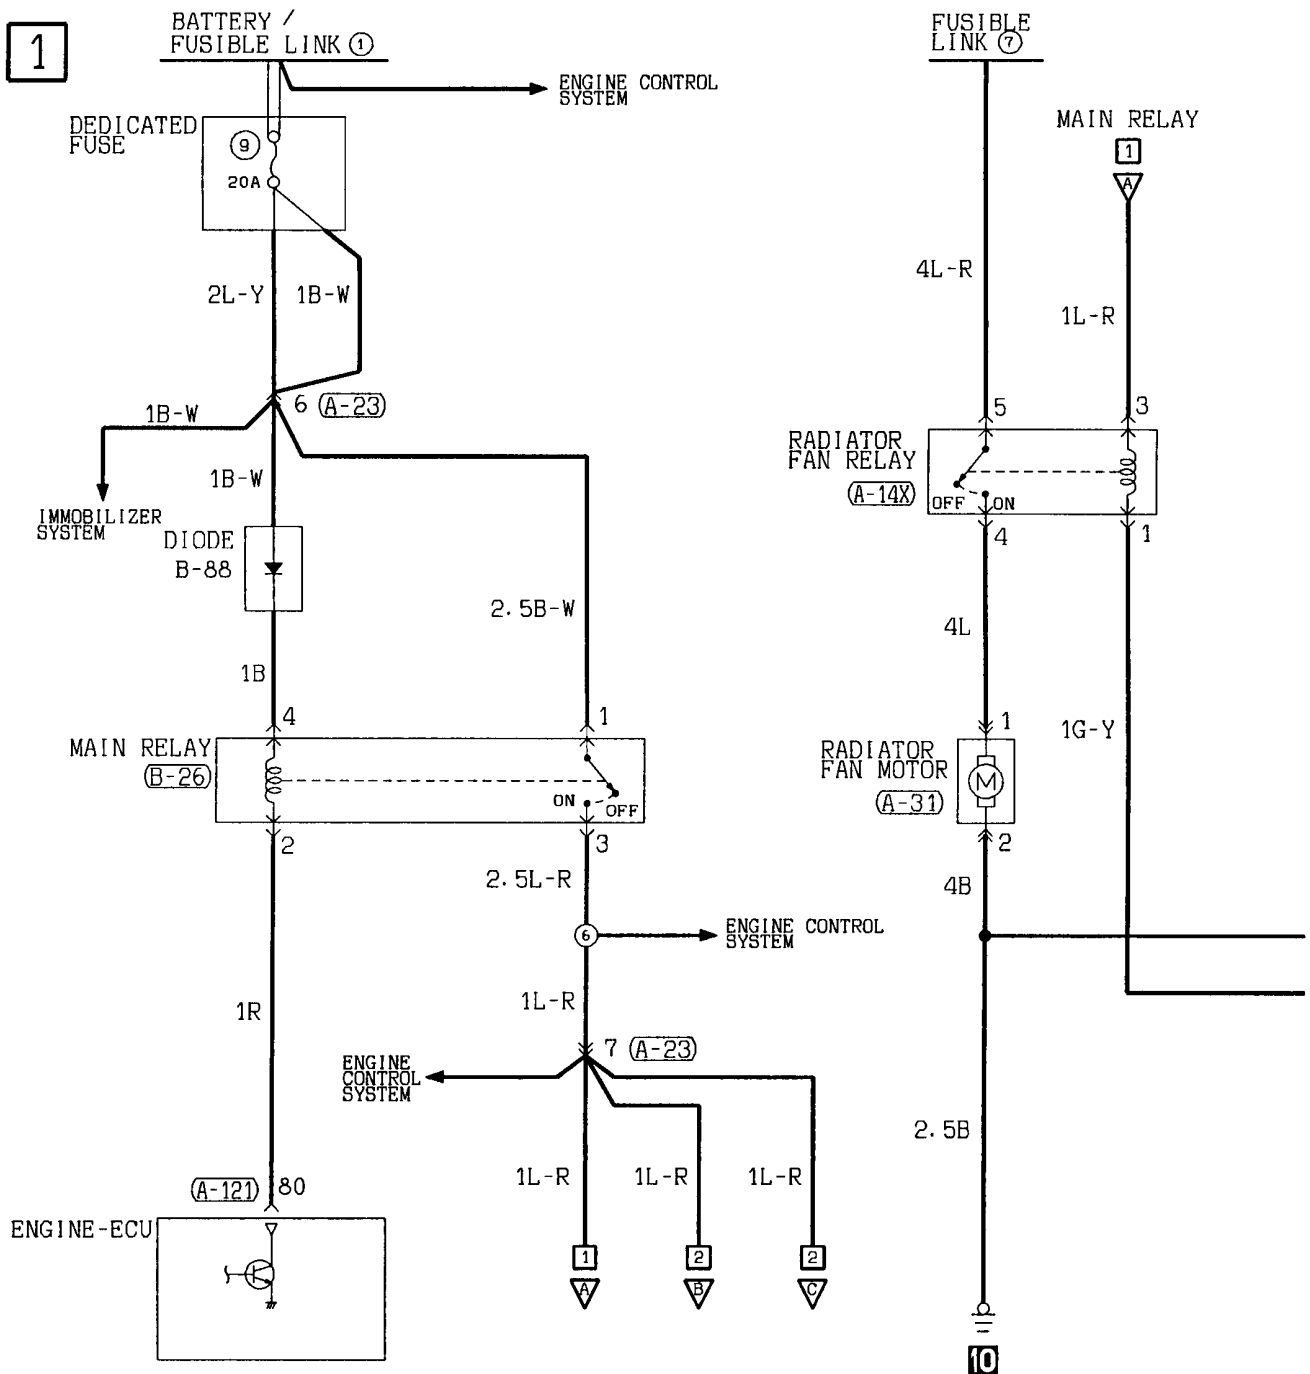 1
BATTERY /
FUSIBLE LINK ①
FUSIBLE
LINK ⑦
ENGINE CONTROL
SYSTEM
MAIN RELAY
1
A
DEDICATED
FUSE
9
20A
4L-R
2L-Y
1B-W
1L-R
6
A-23
1B-W
5
3
1B-W
RADIATOR
FAN RELAY
A-14X
OFF
ON
IMMOBILIZER
SYSTEM
DIODE
B-88
4
1
2.5B-W
4L
1B
4
1
1
1G-Y
MAIN RELAY
B-26
ON
OFF
RADIATOR
FAN MOTOR
M
A-31
2
3
2
2.5L-R
4B
6
ENGINE CONTROL
SYSTEM
1R
1L-R
7
A-23
ENGINE
CONTROL
SYSTEM
2.5B
1L-R
1L-R
1L-R
A-121
80
ENGINE-ECU
1
2
2
A
B
C
10